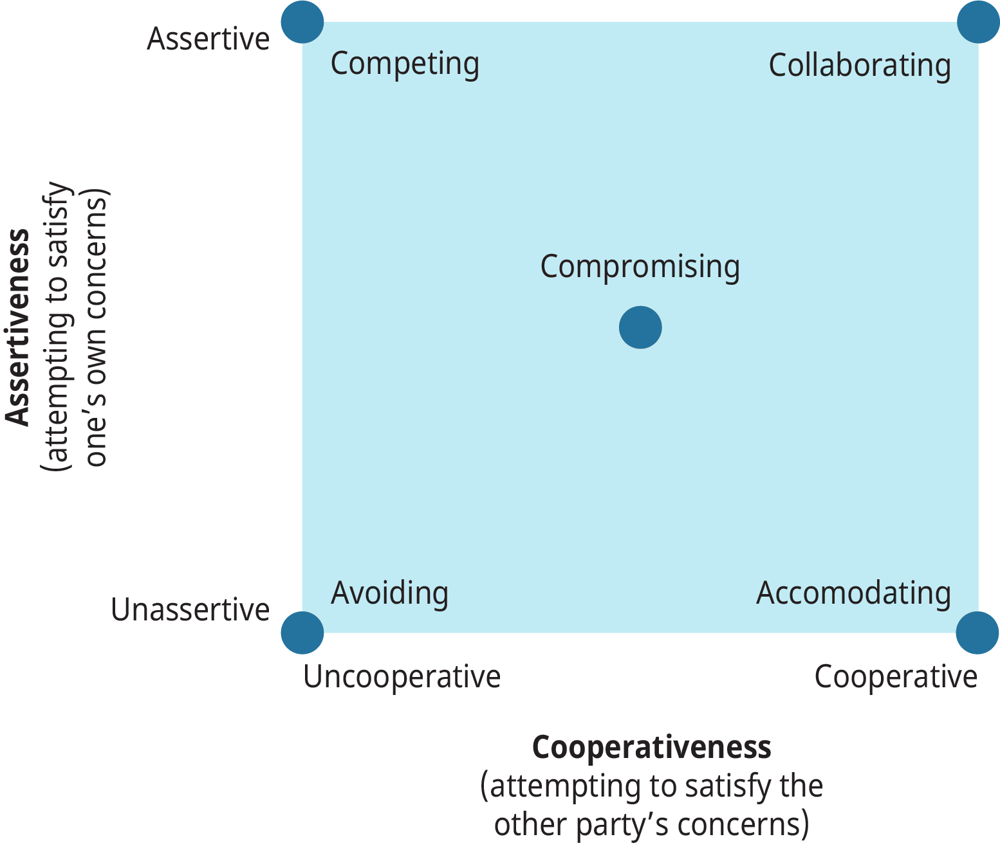 Assertive
Competing
Collaborating
Assertiveness
(attempting to satisfy
one’s own concerns)
Compromising
Avoiding
Accomodating
Unassertive
Uncooperative
Cooperative
Cooperativeness
(attempting to satisfy the
other party’s concerns)